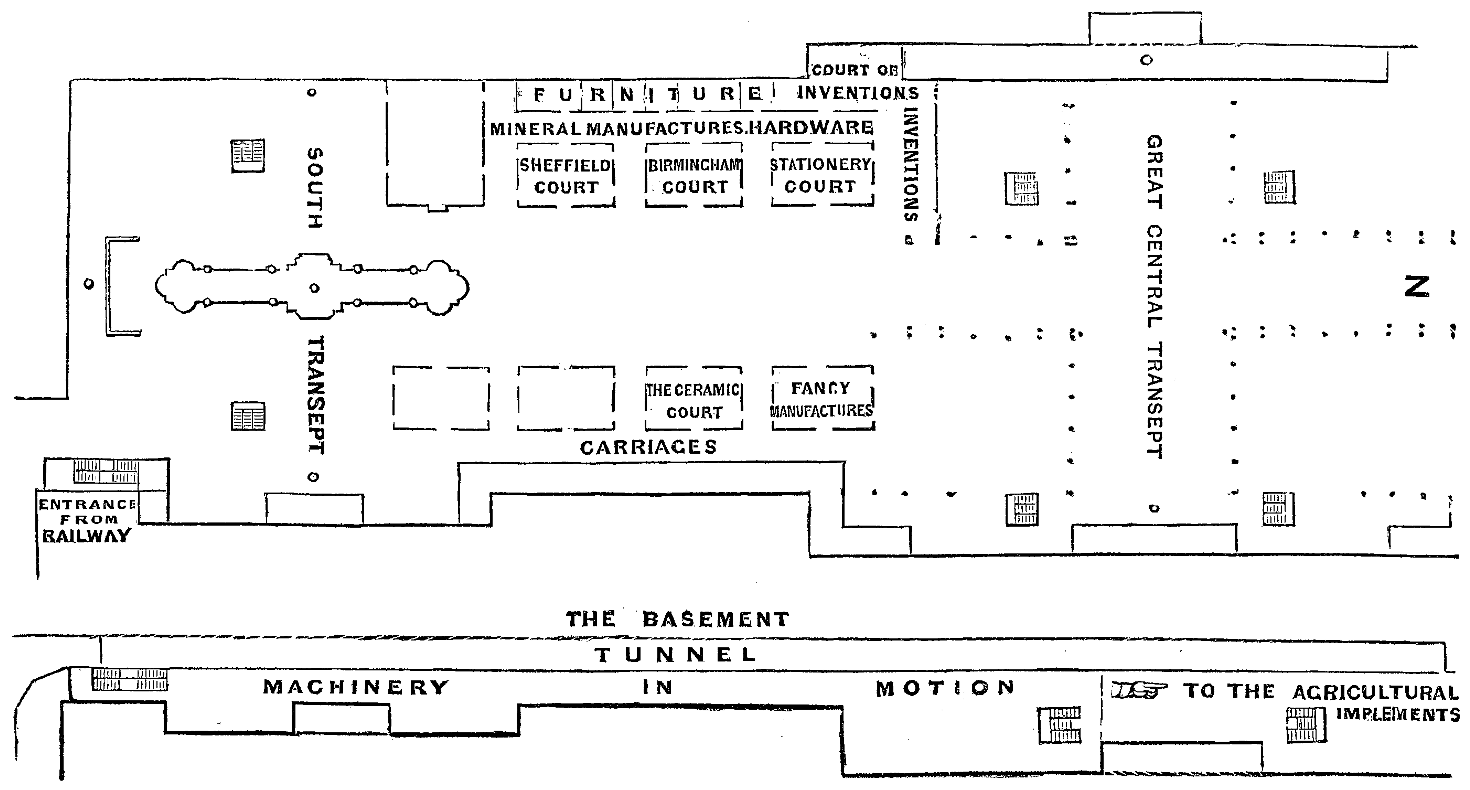 COURT OF
INVENTIONS
FURNITURE
MINERAL MANUFACTURES. HARDWARE
INVENTIONS
SHEFFIELD
COURT
BIRMINGHAM
COURT
STATIONERY
COURT
SOUTH
TRANSEPT
GREAT CENTRAL TRANSEPT
N
THE CERAMIC
COURT
FANCY
MANUFACTURES
CARRIAGES
ENTRANCE
FROM
RAILWAY
THE BASEMENT
TUNNEL
MACHINERY IN MOTION
TO THE AGRICULTURAL
IMPLEMENTS